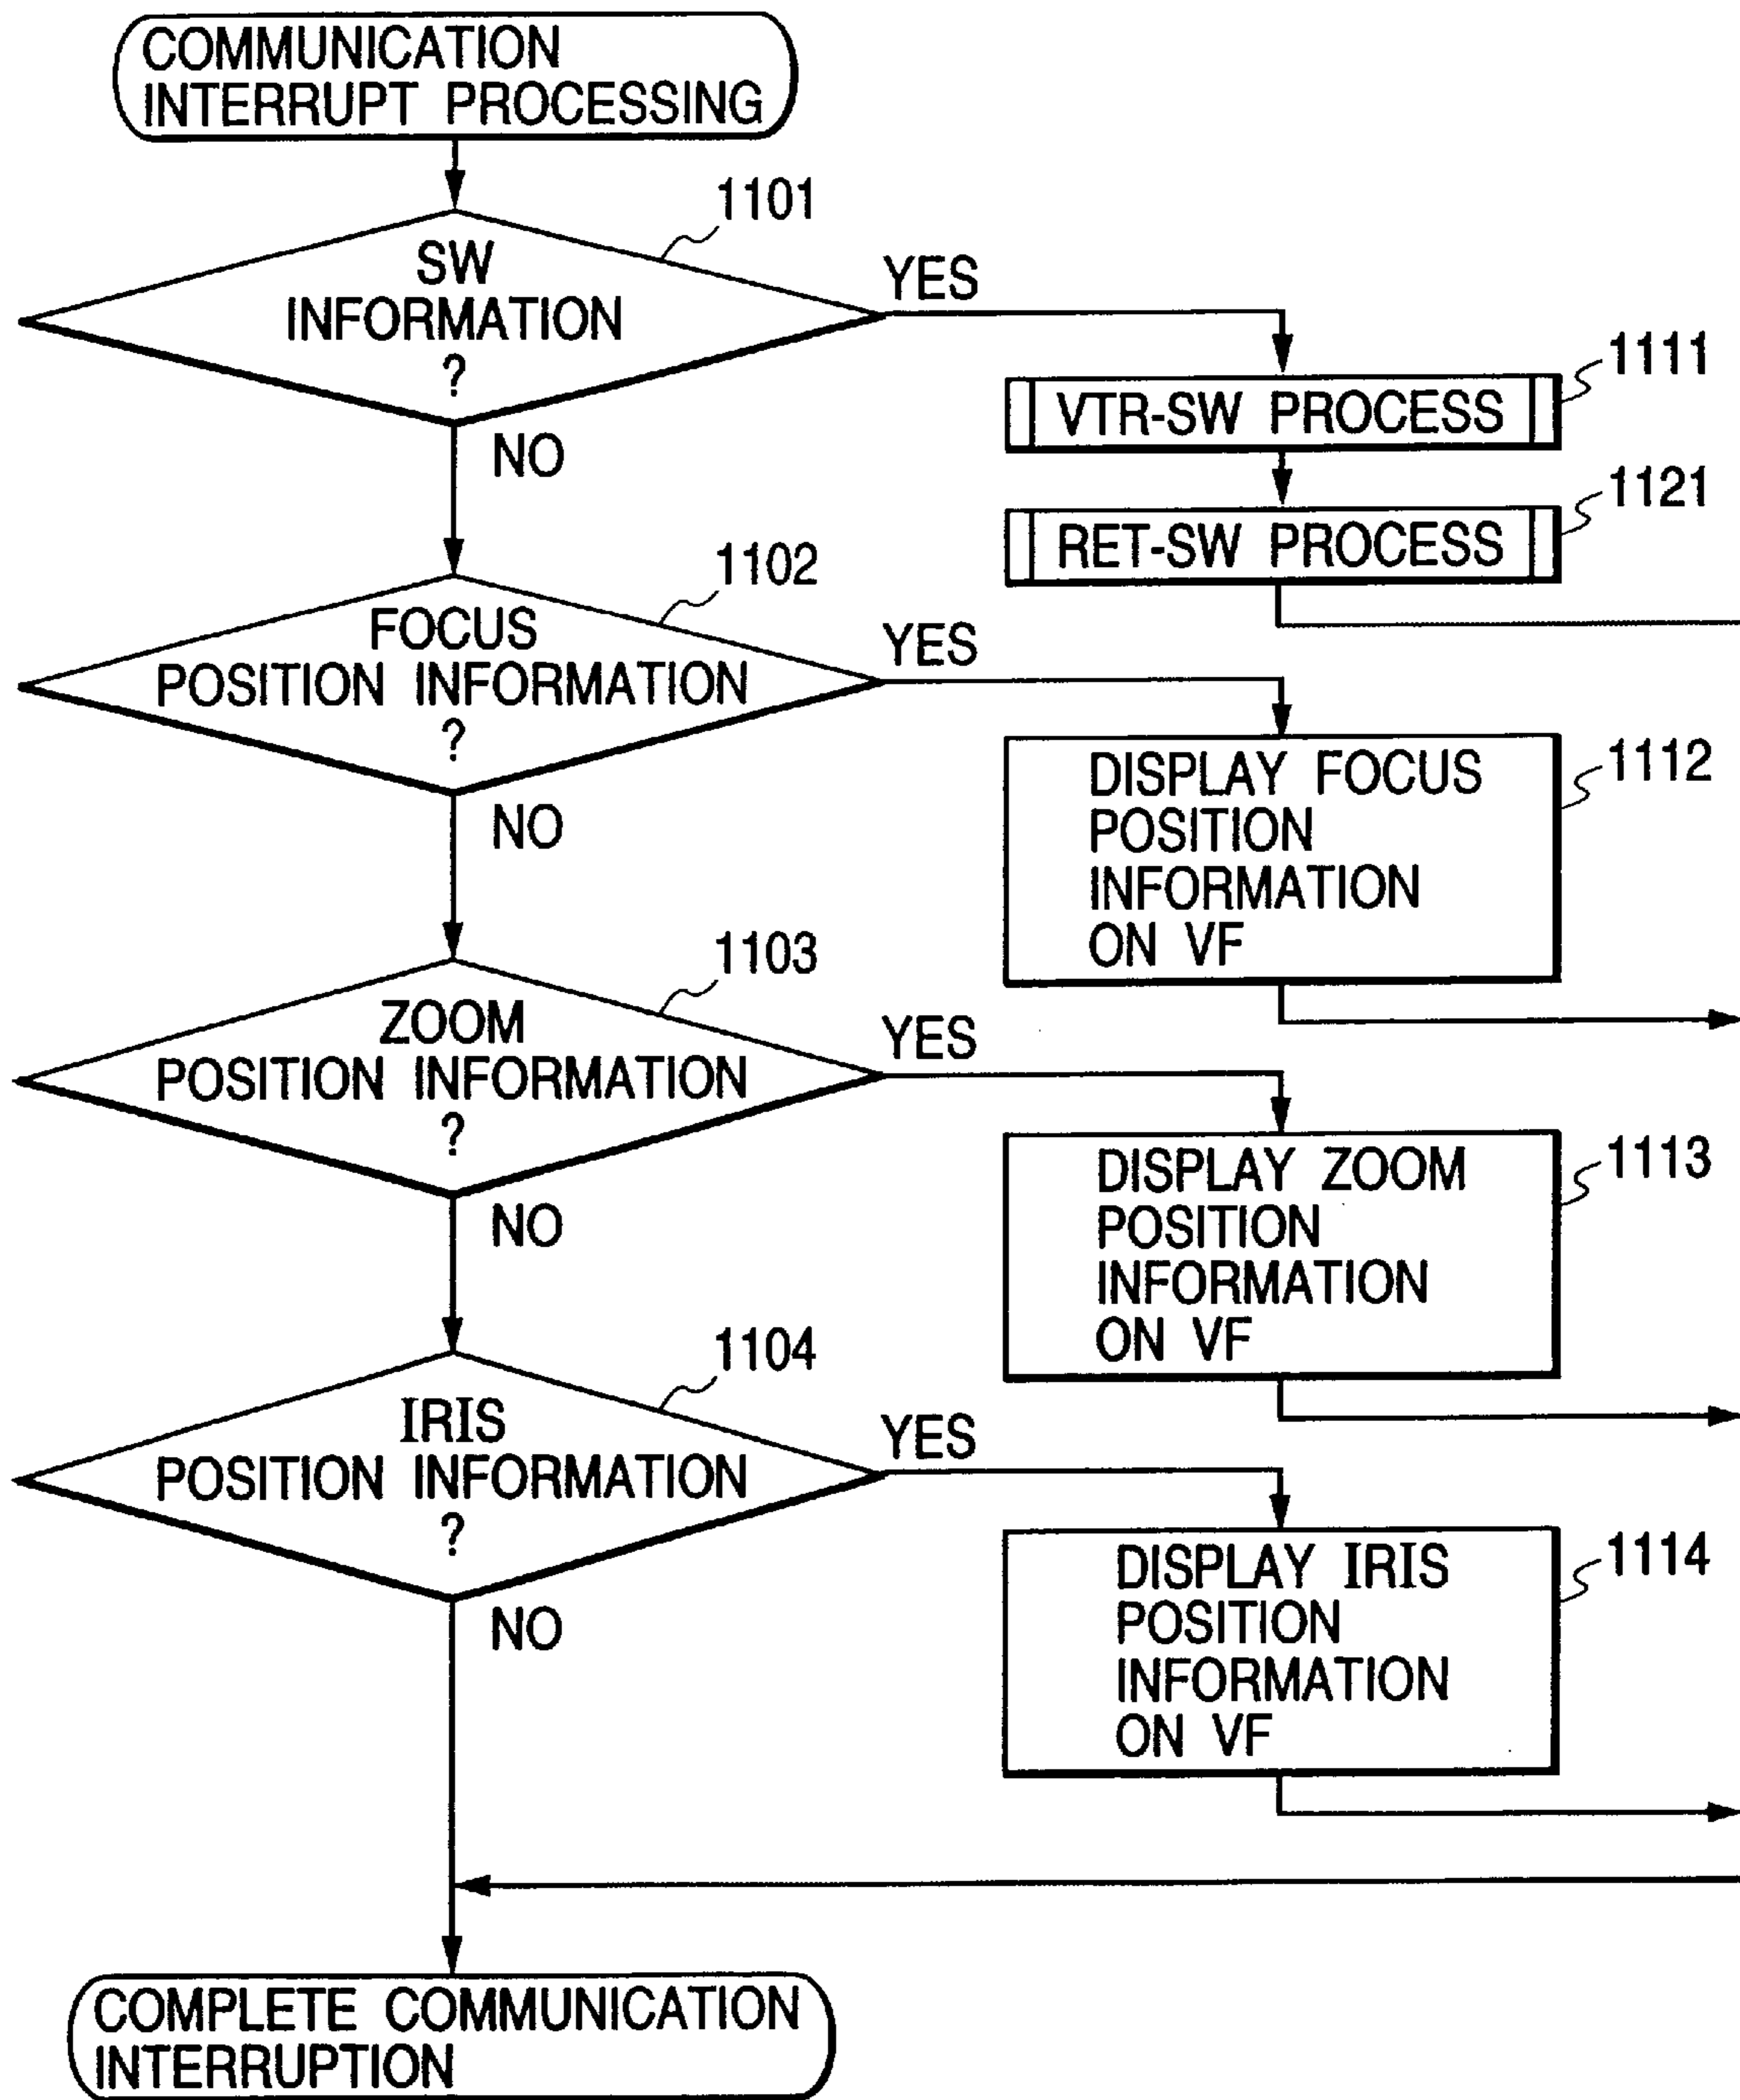 COMMUNICATION
INTERRUPT PROCESSING
1101
SW
INFORMATION
?
YES
NO
1111
VTR-SW PROCESS
1121
RET-SW PROCESS
1102
FOCUS
POSITION INFORMATION
?
YES
NO
1112
DISPLAY FOCUS
POSITION
INFORMATION
ON VF
1103
ZOOM
POSITION INFORMATION
?
YES
NO
1113
DISPLAY ZOOM
POSITION
INFORMATION
ON VF
1104
IRIS
POSITION INFORMATION
?
YES
NO
1114
DISPLAY IRIS
POSITION
INFORMATION
ON VF
COMPLETE COMMUNICATION
INTERRUPTION